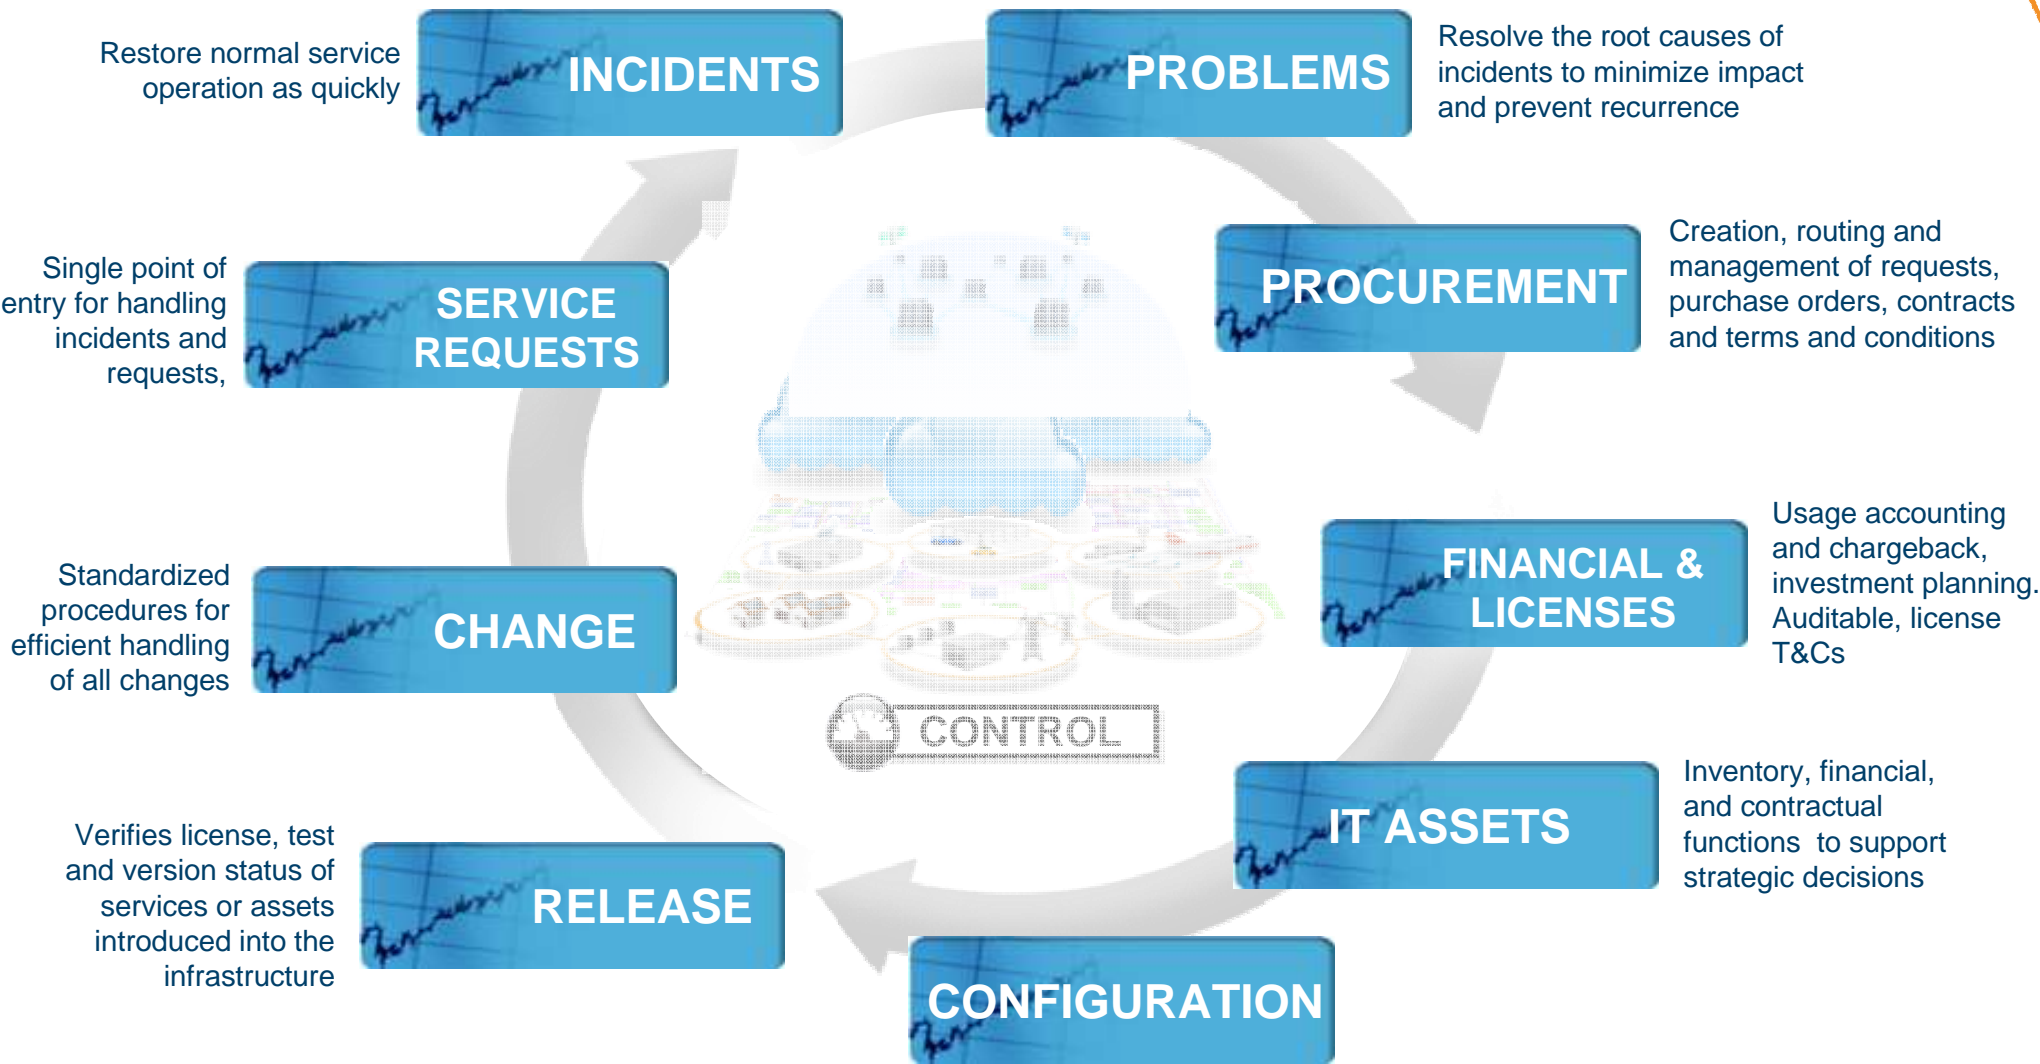 Restore normal service
operation as quickly
INCIDENTS
PROBLEMS
Resolve the root causes of
incidents to minimize impact
and prevent recurrence
Single point of
entry for handling
incidents and
requests,
SERVICE
REQUESTS
PROCUREMENT
Creation, routing and
management of requests,
purchase orders, contracts
and terms and conditions
Standardized
procedures for
efficient handling
of all changes
CHANGE
FINANCIAL &
LICENSES
Usage accounting
and chargeback,
investment planning.
Auditable, license
T&Cs
CONTROL
Verifies license, test
and version status of
services or assets
introduced into the
infrastructure
RELEASE
IT ASSETS
Inventory, financial,
and contractual
functions to support
strategic decisions
CONFIGURATION